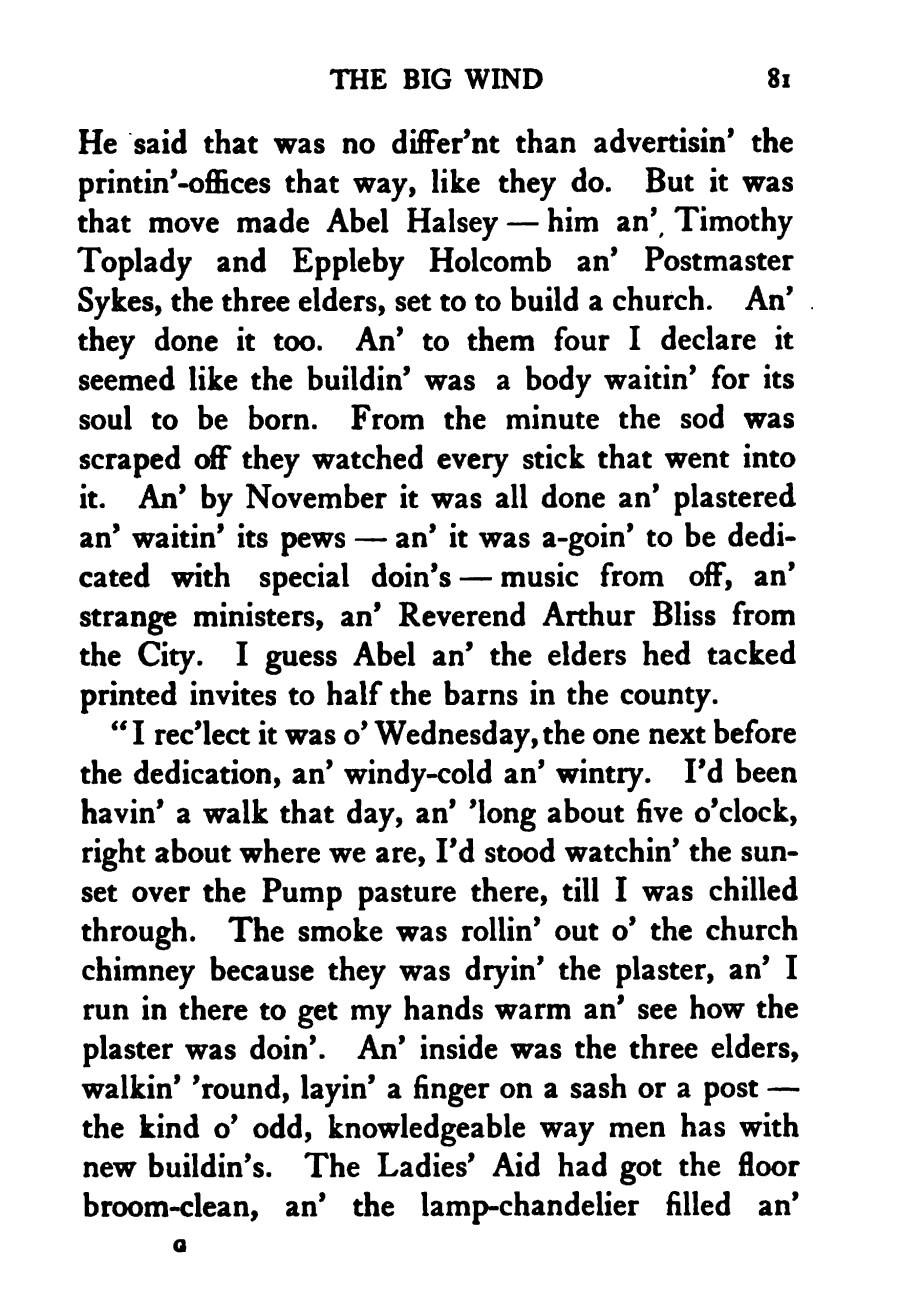 THE BIG WIND 81
He said that was no differ'nt than advertisin' the
printin'-offices that way, like they do. But it was
that move made Abel Halsey — him an' Timothy
Toplady and Eppleby Holcomb an' Postmaster
Sykes, the three elders, set to to build a church. An'
they done it too. An' to them four I declare it
seemed like the buildin' was a body waitin' for its
soul to be born. From the minute the sod was
scraped off they watched every stick that went into
it. An' by November it was all done an' plastered
an' waitin' its pews — an' it was a-goin' to be dedi-
cated with special doin's — music from off, an'
strange ministers, an' Reverend Arthur Bliss from
the City. I guess Abel an' the elders hed tacked
printed invites to half the barns in the county.
"I rec'lect it was o' Wednesday, the one next before
the dedication, an' windy-cold an' wintry. I'd been
havin' a walk that day, an' 'long about five o'clock,
right about where we are, I'd stood watchin' the sun-
set over the Pump pasture there, till I was chilled
through. The smoke was rollin' out o' the church
chimney because they was dryin' the plaster, an' I
run in there to get my hands warm an' see how the
plaster was doin'. An' inside was the three elders,
walkin' 'round, layin' a finger on a sash or a post —
the kind o' odd, knowledgeable way men has with
new buildin's. The Ladies' Aid had got the floor
broom-clean, an' the lamp-chandelier filled an'
G